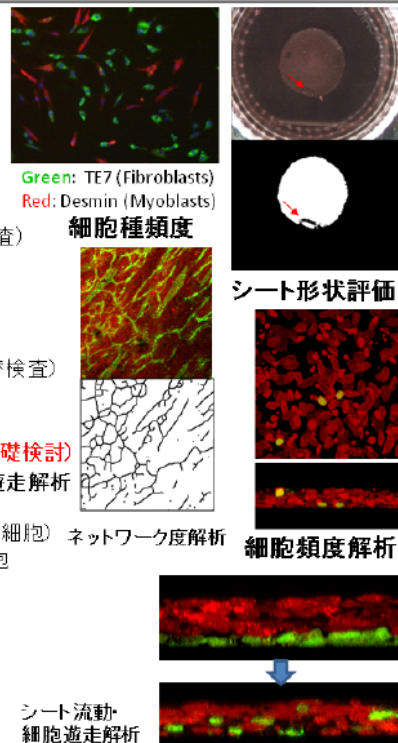 Green: TE7 (Fibroblasts)
Red: Desmin (Myoblasts)
査)
細胞種類度
シート形状評価
検査)
礎検討)
走解析
細胞)
ネットワーク度解析
細胞頻度解析
シート流動・
細胞遊走解析